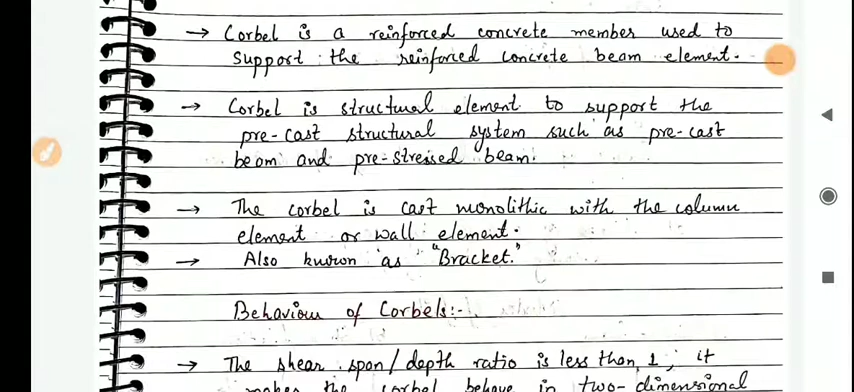 → Corbel is a reinforced concrete member used to
support the reinforced concrete beam element.
→ Corbel is structural element to support the
pre-cast structural system such as pre-cast
beam and pre-stressed beam.
→ The corbel is cast monolithic with the column
element or wall element.
→ Also known as "Bracket."
Behaviour of Corbels:-
→ The shear span/depth ratio is less than 1, it
makes the corbel behave in two-dimensional